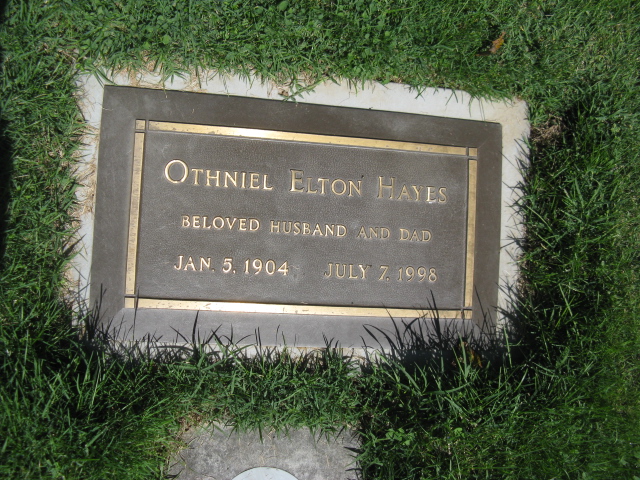 OTHNIEL ELTON HAYES
BELOVED HUSBAND AND DAD
JAN. 5, 1904 JULY 7, 1998